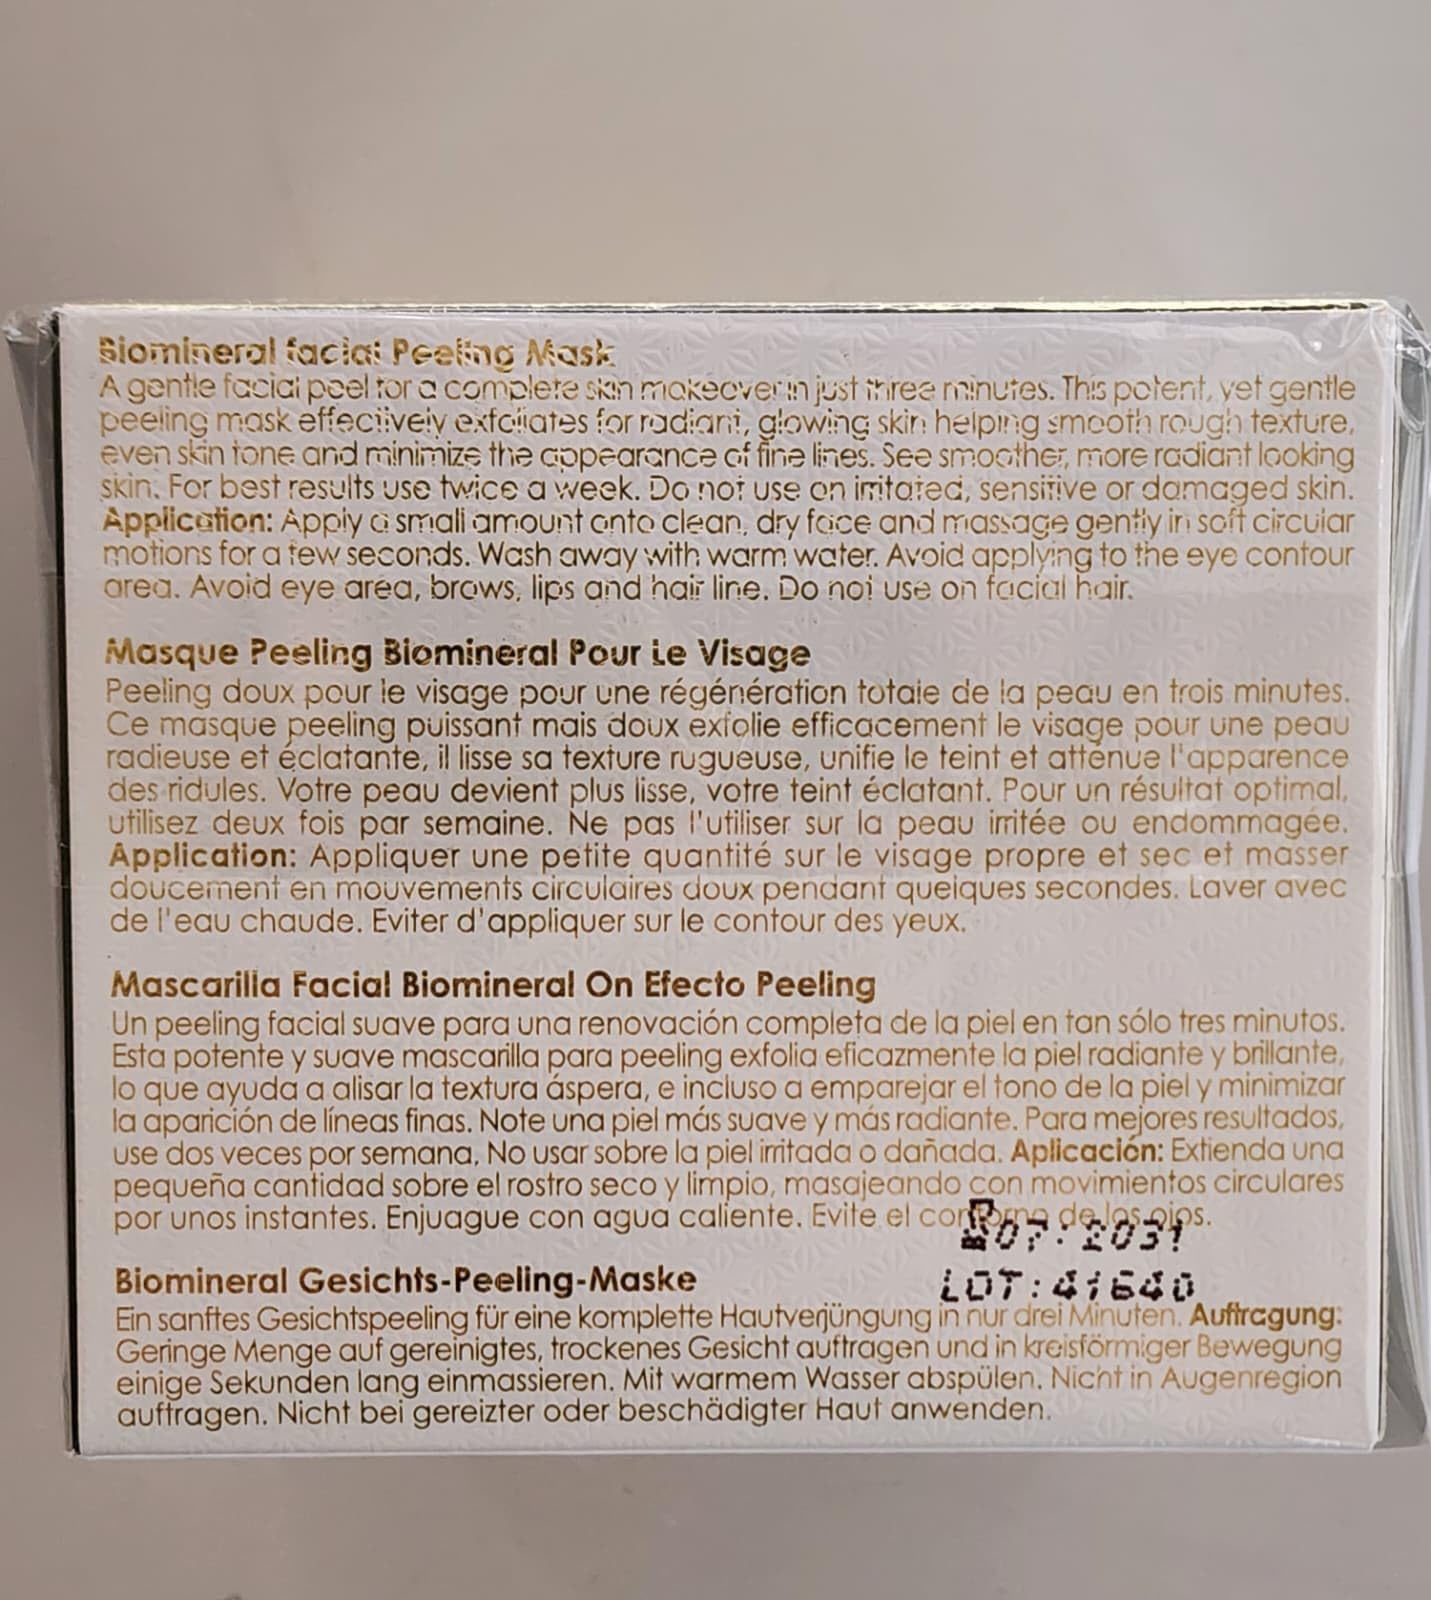 Biomineral facial Peeling Mask
A gentle facial peel for a complete skin makeover in just three minutes. This potent, yet gentle
peeling mask effectively exfoliates for radiant, glowing skin helping smooth rough texture,
even skin tone and minimize the appearance of fine lines. See smoother, more radiant looking
skin. For best results use twice a week. Do not use on irritated, sensitive or damaged skin.
Application: Apply a small amount onto clean, dry face and massage gently in soft circular
motions for a few seconds. Wash away with warm water. Avoid applying to the eye contour
area. Avoid eye area, brows, lips and hair line. Do not use on facial hair.
Masque Peeling Biomineral Pour Le Visage
Peeling doux pour le visage pour une régénération totale de la peau en trois minutes.
Ce masque peeling puissant mais doux exfolie efficacement le visage pour une peau
radieuse et éclatante, il lisse sa texture rugueuse, unifie le teint et atténue l'apparence
des ridules. Votre peau devient plus lisse, votre teint éclatant. Pour un résultat optimal,
utilisez deux fois par semaine. Ne pas l'utiliser sur la peau irritée ou endommagée.
Application: Appliquer une petite quantité sur le visage propre et sec et masser
doucement en mouvements circulaires doux pendant quelques secondes. Laver avec
de l'eau chaude. Eviter d'appliquer sur le contour des yeux.
Mascarilla Facial Biomineral On Efecto Peeling
Un peeling facial suave para una renovación completa de la piel en tan sólo tres minutos.
Esta potente y suave mascarilla para peeling exfolia eficazmente la piel radiante y brillante,
lo que ayuda a alisar la textura áspera, e incluso a emparejar el tono de la piel y minimizar
la aparición de líneas finas. Note una piel más suave y más radiante. Para mejores resultados,
use dos veces por semana. No usar sobre la piel irritada o dañada. Aplicación: Extienda una
pequeña cantidad sobre el rostro seco y limpio, masajeando con movimientos circulares
por unos instantes. Enjuague con agua caliente. Evite el contorno de los ojos.
07.2031
LOT:41640
Biomineral Gesichts-Peeling-Maske
Ein sanftes Gesichtspeeling für eine komplette Hautverjüngung in nur drei Minuten. Auftragung:
Geringe Menge auf gereinigtes, trockenes Gesicht auftragen und in kreisförmiger Bewegung
einige Sekunden lang einmassieren. Mit warmem Wasser abspülen. Nicht in Augenregion
auftragen. Nicht bei gereizter oder beschädigter Haut anwenden.